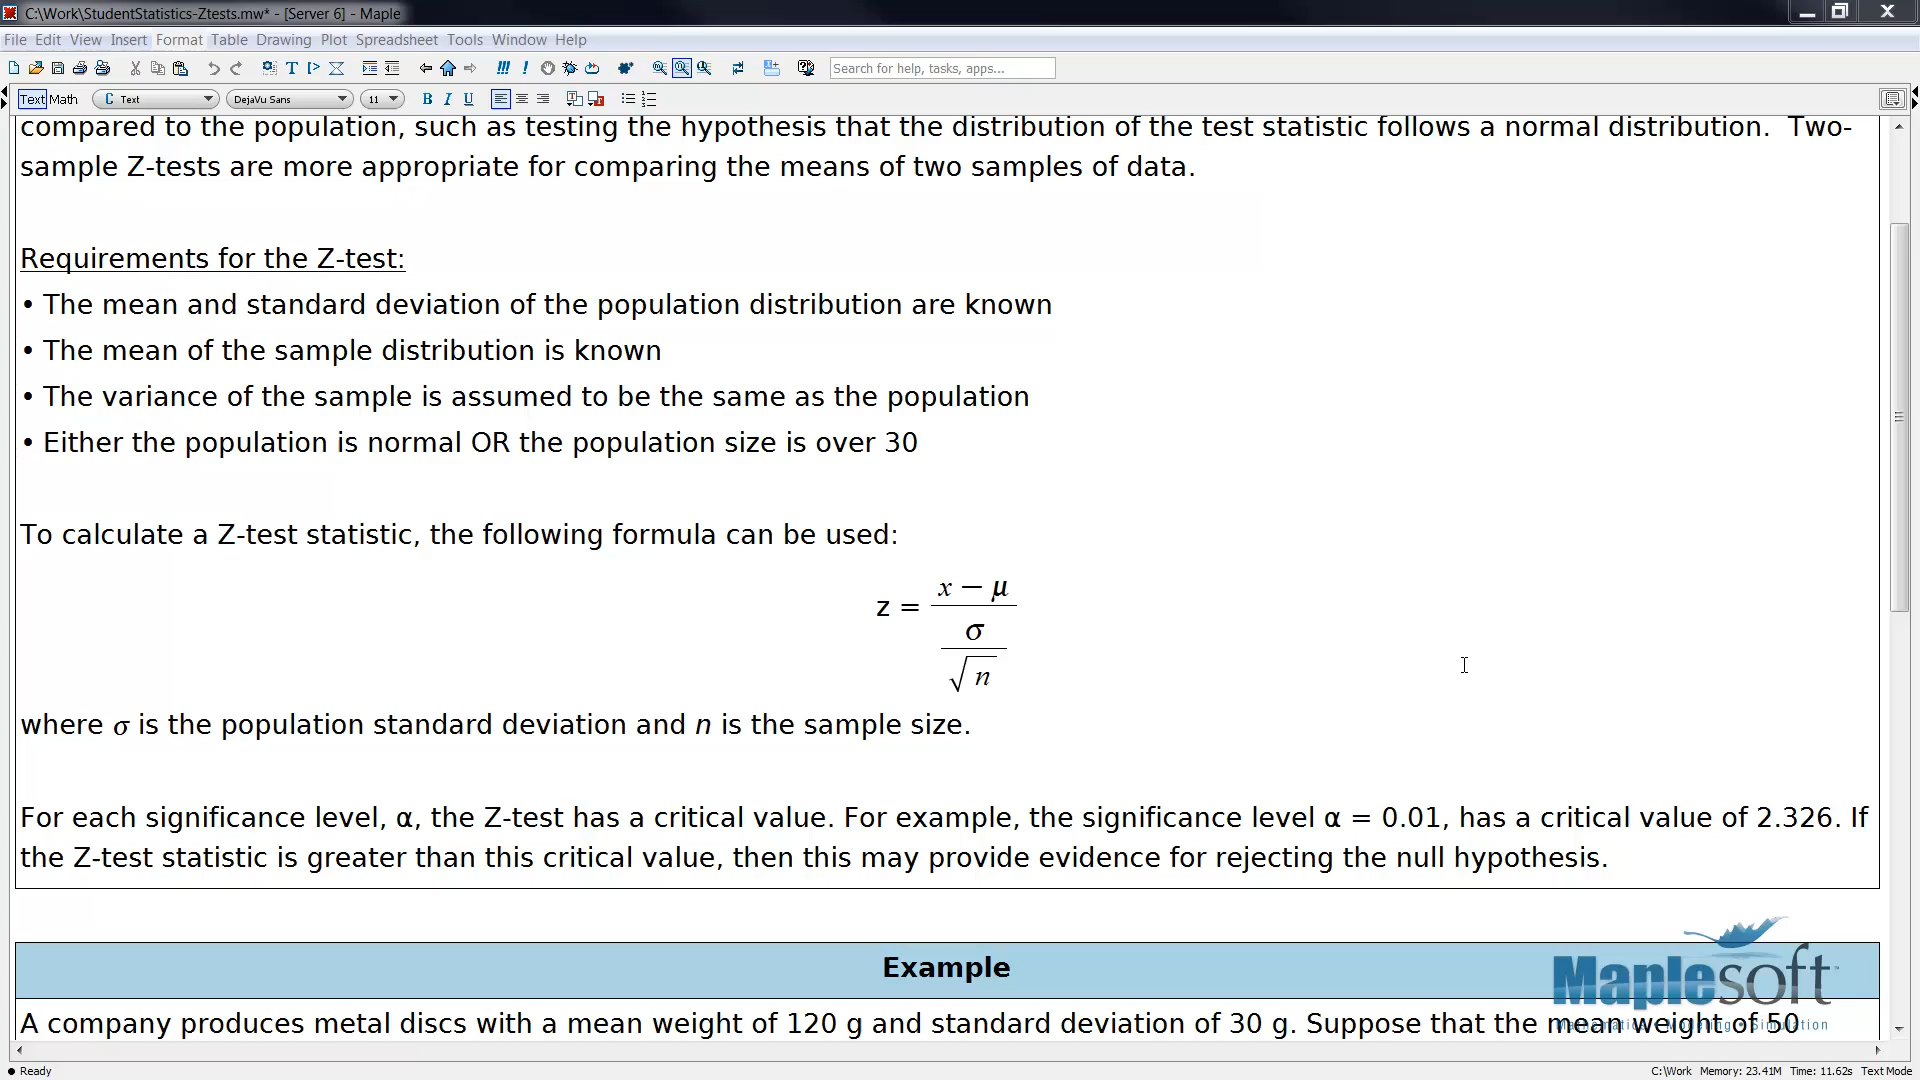 C:\Work\StudentStatistics-Ztests.mw* - [Server 6] - Maple
File Edit View Insert Format Table Drawing Plot Spreadsheet Tools Window Help
Search for help, tasks, apps...
Text Math C Text DejaVu Sans 11 B I U
compared to the population, such as testing the hypothesis that the distribution of the test statistic follows a normal distribution.  Two-
sample Z-tests are more appropriate for comparing the means of two samples of data.
Requirements for the Z-test:
• The mean and standard deviation of the population distribution are known
• The mean of the sample distribution is known
• The variance of the sample is assumed to be the same as the population
• Either the population is normal OR the population size is over 30
To calculate a Z-test statistic, the following formula can be used:
x − μ
z =
σ
√n
where σ is the population standard deviation and n is the sample size.
For each significance level, α, the Z-test has a critical value. For example, the significance level α = 0.01, has a critical value of 2.326. If
the Z-test statistic is greater than this critical value, then this may provide evidence for rejecting the null hypothesis.
Example
Maplesoft
Mathematics • Modeling • Simulation
A company produces metal discs with a mean weight of 120 g and standard deviation of 30 g. Suppose that the mean weight of 50
Ready
C:\Work Memory: 23.41M Time: 11.62s Text Mode